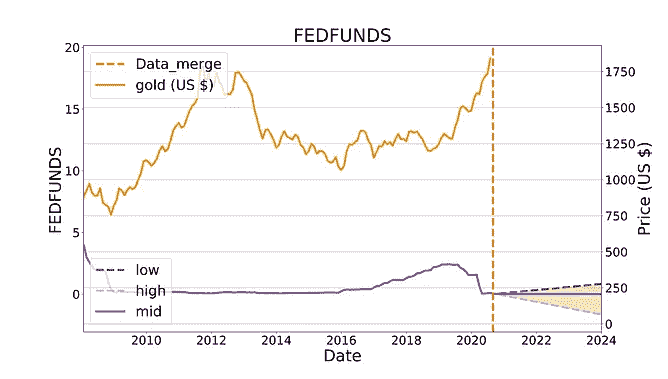 FEDFUNDS
20
15
10
5
0
FEDFUNDS
Data_merge
gold (US $)
low
high
mid
1750
1500
1250
1000
750
500
250
0
Price (US $)
2010 2012 2014 2016 2018 2020 2022 2024
Date